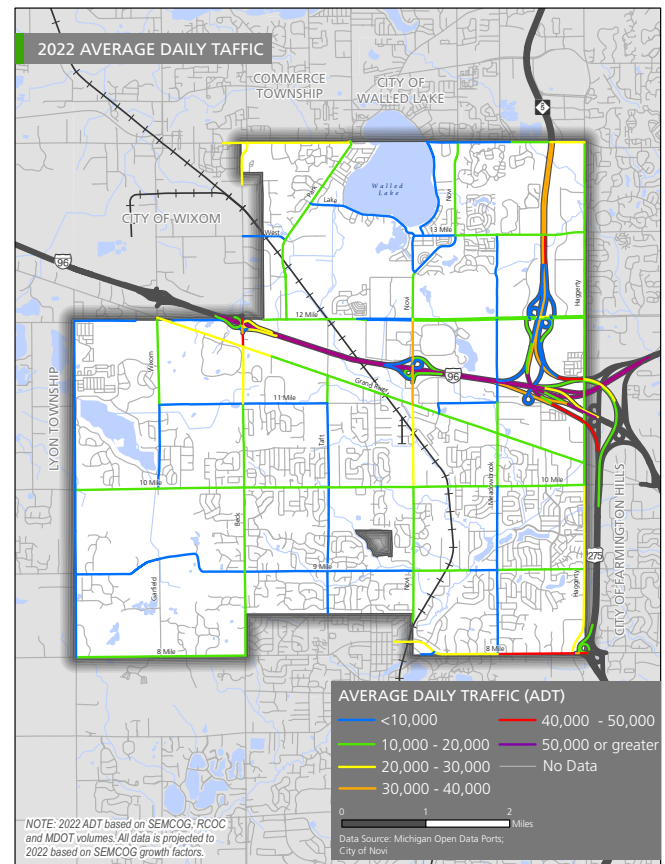 2022 AVERAGE DAILY TAFFIC
COMMERCE
TOWNSHIP
CITY OF
WALLED LAKE
5
Park
Walled
Lake
Novi
Lake
CITY OF WIXOM
West
13 Mile
96
Haggerty
Novi
12 Mile
Wixom
96
Grand River
LYON TOWNSHIP
11 Mile
Taft
Meadowbrook
10 Mile
10 Mile
Beck
CITY OF FARMINGTON HILLS
275
9 Mile
Garfield
Novi
Haggerty
8 Mile
8 Mile
AVERAGE DAILY TRAFFIC (ADT)
<10,000
40,000 - 50,000
10,000 - 20,000
50,000 or greater
20,000 - 30,000
No Data
30,000 - 40,000
0 1 2
Miles
Data Source: Michigan Open Data Ports;
City of Novi
NOTE: 2022 ADT based on SEMCOG, RCOC
and MDOT volumes. All data is projected to
2022 based on SEMCOG growth factors.